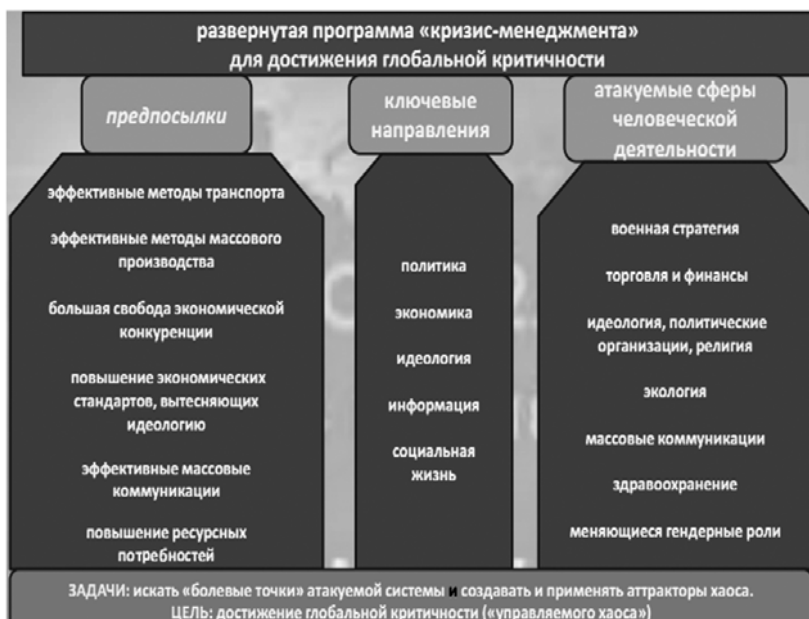 развернутая программа «кризис-менеджмента»
для достижения глобальной критичности
предпосылки
эффективные методы транспорта
эффективные методы массового
производства
большая свобода экономической
конкуренции
повышение экономических
стандартов, вытесняющих
идеологию
эффективные массовые
коммуникации
повышение ресурсных
потребностей
ключевые
направления
политика
экономика
идеология
информация
социальная
жизнь
атакуемые сферы
человеческой
деятельности
военная стратегия
торговля и финансы
идеология, политические
организации, религия
экология
массовые коммуникации
здравоохранение
меняющиеся гендерные роли
ЗАДАЧИ: искать «болевые точки» атакуемой системы и создавать и применять аттракторы хаоса.
ЦЕЛЬ: достижение глобальной критичности («управляемого хаоса»)